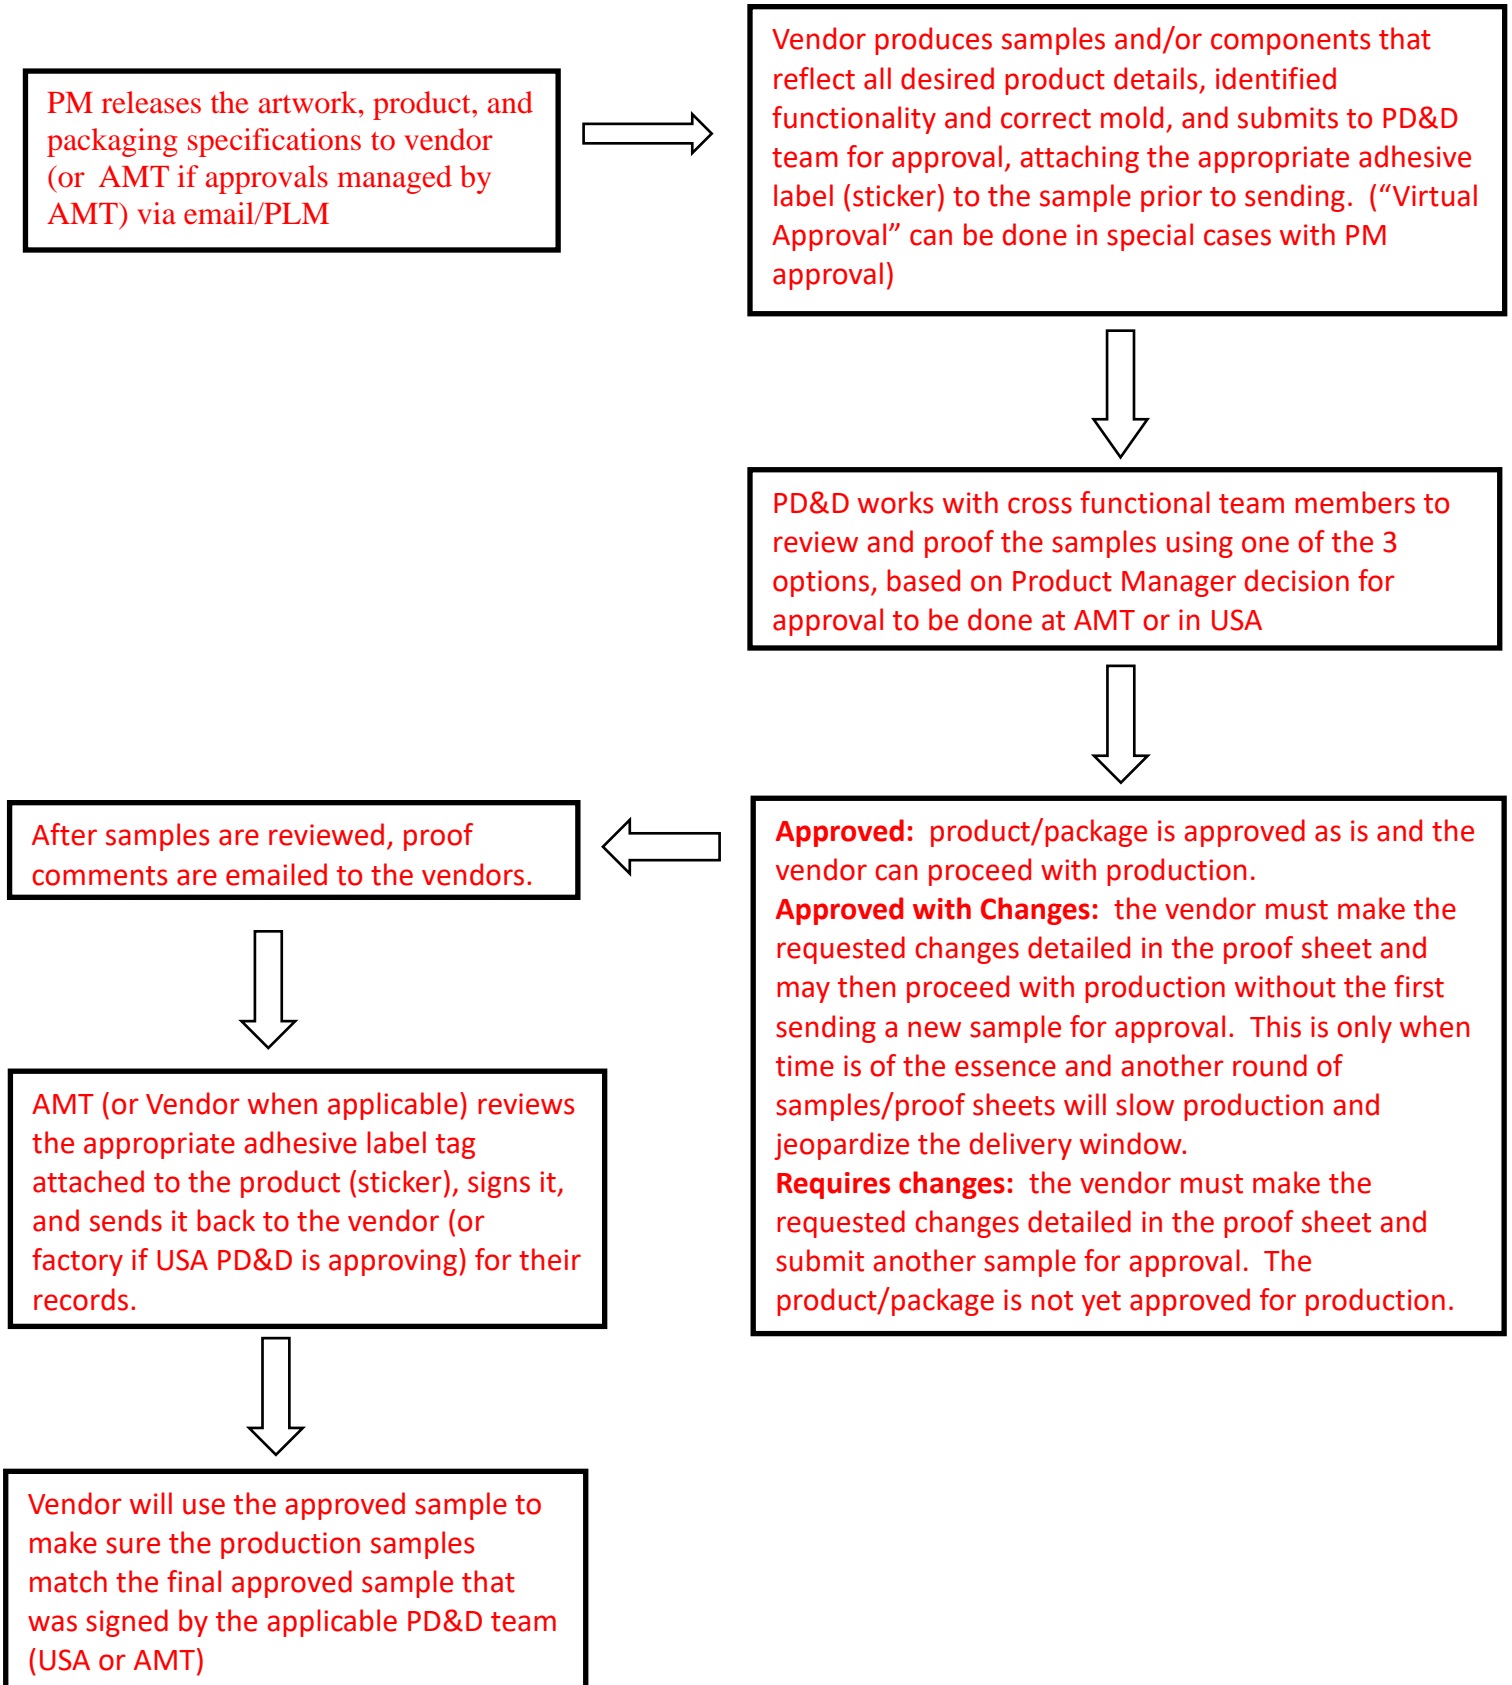 PM releases the artwork, product, and
packaging specifications to vendor
(or  AMT if approvals managed by
AMT) via email/PLM
Vendor produces samples and/or components that
reflect all desired product details, identified
functionality and correct mold, and submits to PD&D
team for approval, attaching the appropriate adhesive
label (sticker) to the sample prior to sending.  (“Virtual
Approval” can be done in special cases with PM
approval)
PD&D works with cross functional team members to
review and proof the samples using one of the 3
options, based on Product Manager decision for
approval to be done at AMT or in USA
Approved:  product/package is approved as is and the
vendor can proceed with production.
Approved with Changes:  the vendor must make the
requested changes detailed in the proof sheet and
may then proceed with production without the first
sending a new sample for approval.  This is only when
time is of the essence and another round of
samples/proof sheets will slow production and
jeopardize the delivery window.
Requires changes:  the vendor must make the
requested changes detailed in the proof sheet and
submit another sample for approval.  The
product/package is not yet approved for production.
After samples are reviewed, proof
comments are emailed to the vendors.
AMT (or Vendor when applicable) reviews
the appropriate adhesive label tag
attached to the product (sticker), signs it,
and sends it back to the vendor (or
factory if USA PD&D is approving) for their
records.
Vendor will use the approved sample to
make sure the production samples
match the final approved sample that
was signed by the applicable PD&D team
(USA or AMT)